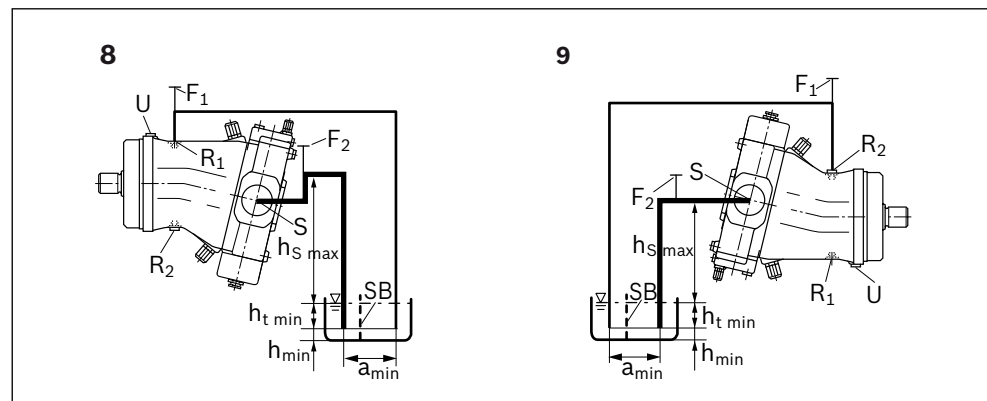 8
F1
U
R1
F2
S
R2
hS max
SB
ht min
hmin
amin
9
F1
R2
S
F2
hS max
R1
U
SB
ht min
hmin
amin